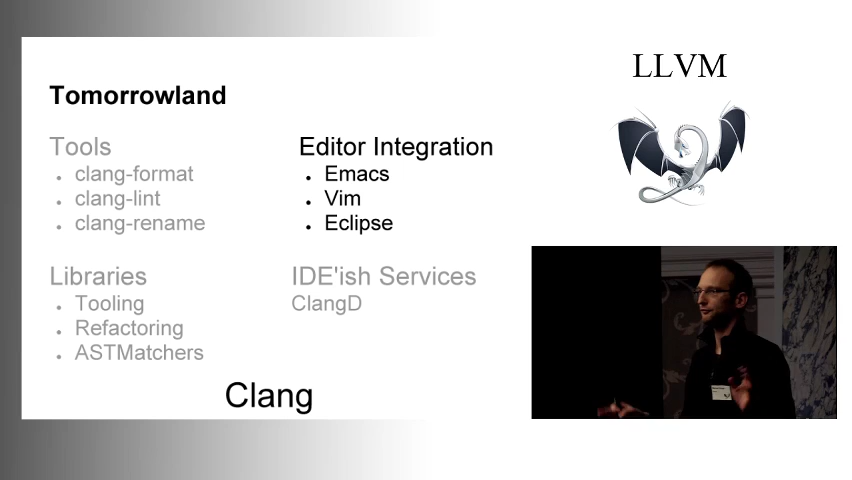 LLVM
Tomorrowland
Tools
clang-format
clang-lint
clang-rename
Editor Integration
Emacs
Vim
Eclipse
Libraries
Tooling
Refactoring
ASTMatchers
IDE'ish Services
ClangD
Clang